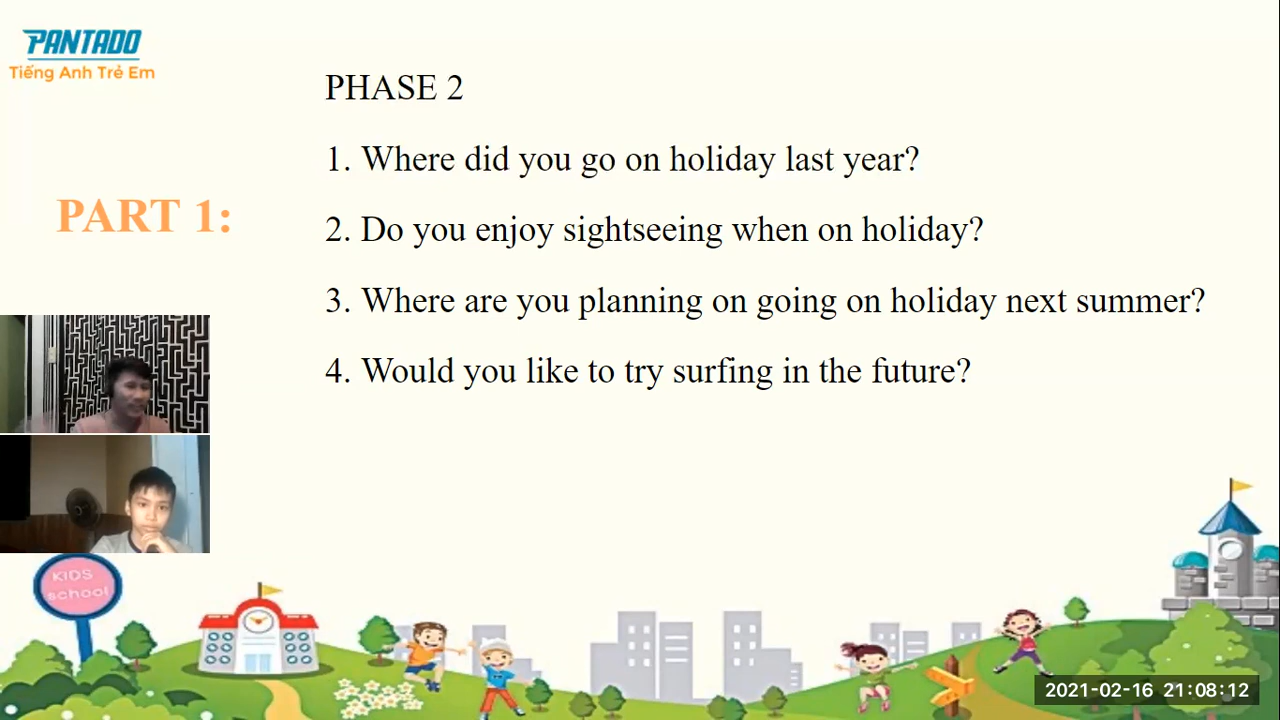 PANTADO
Tiếng Anh Trẻ Em
PHASE 2
1. Where did you go on holiday last year?
PART 1:
2. Do you enjoy sightseeing when on holiday?
3. Where are you planning on going on holiday next summer?
4. Would you like to try surfing in the future?
KIDS
school
2021-02-16 21:08:12